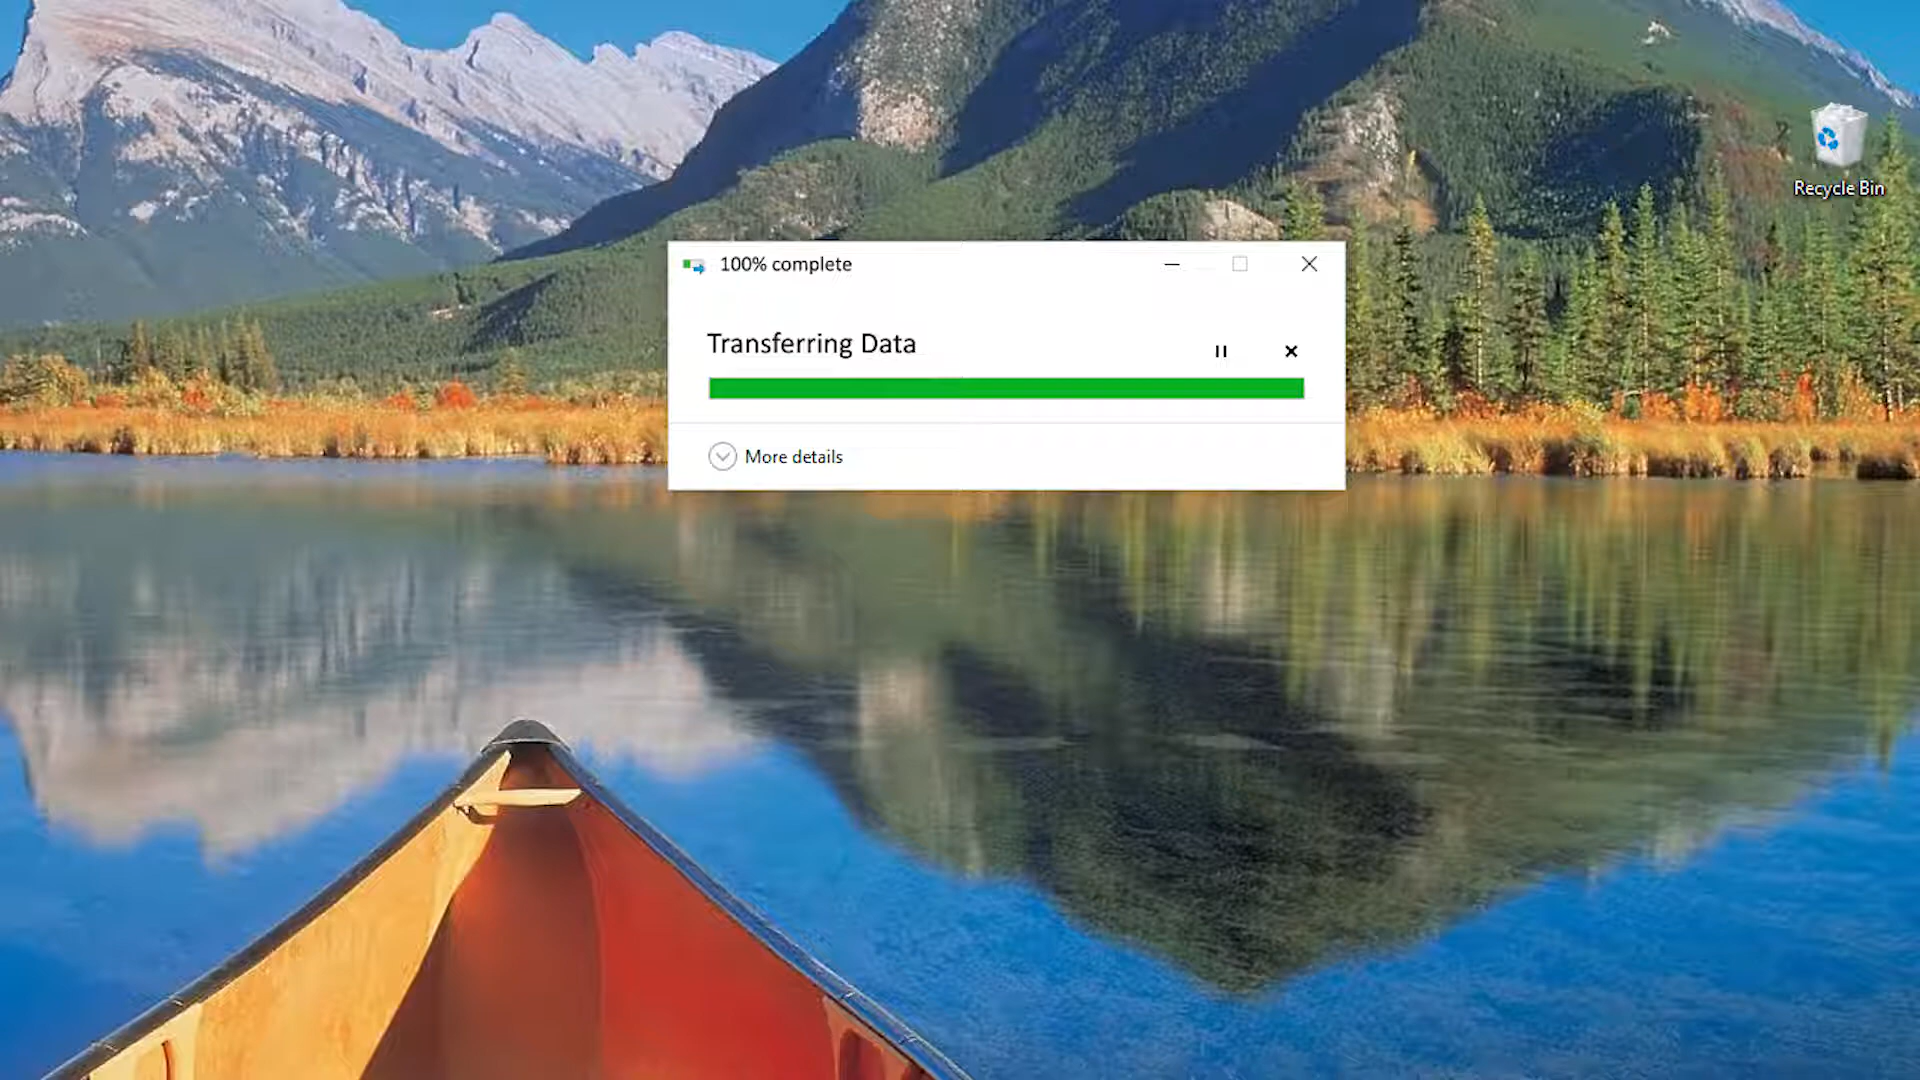 100% complete
Transferring Data
More details
Recycle Bin